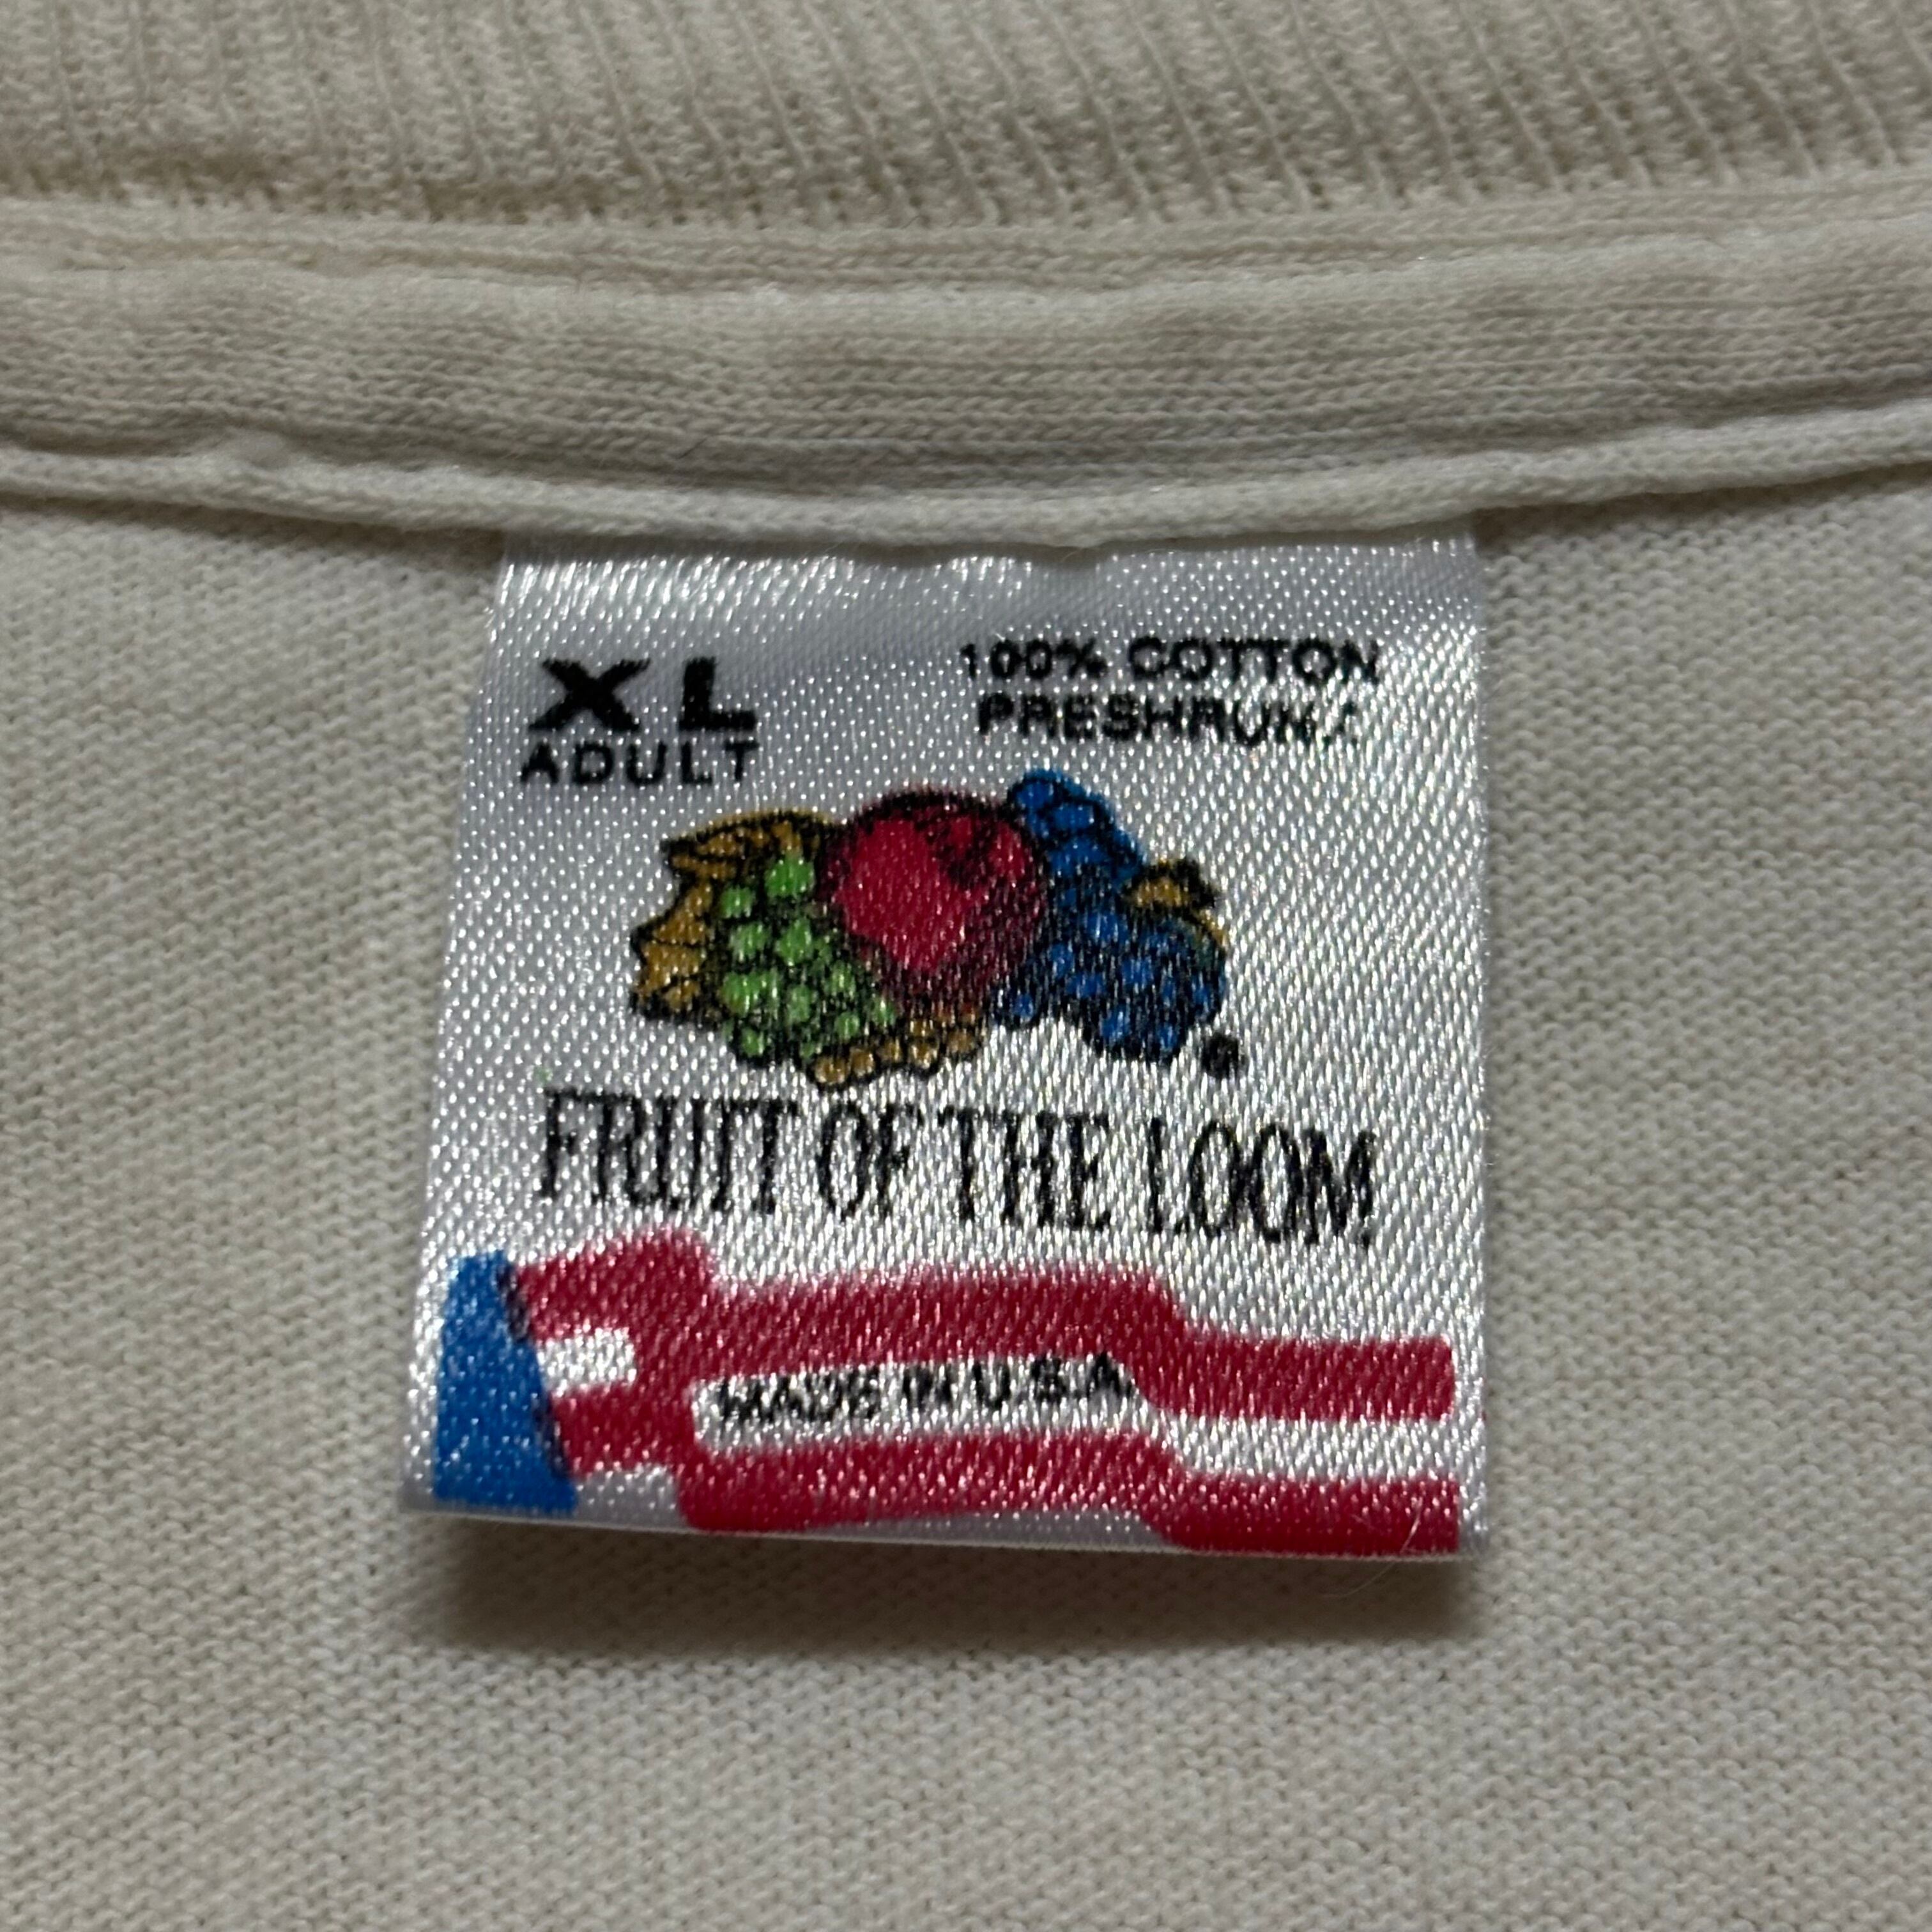 XL
ADULT
100% COTTON
PRESHRUNK
FRUIT OF THE LOOM
®
MADE IN U.S.A.